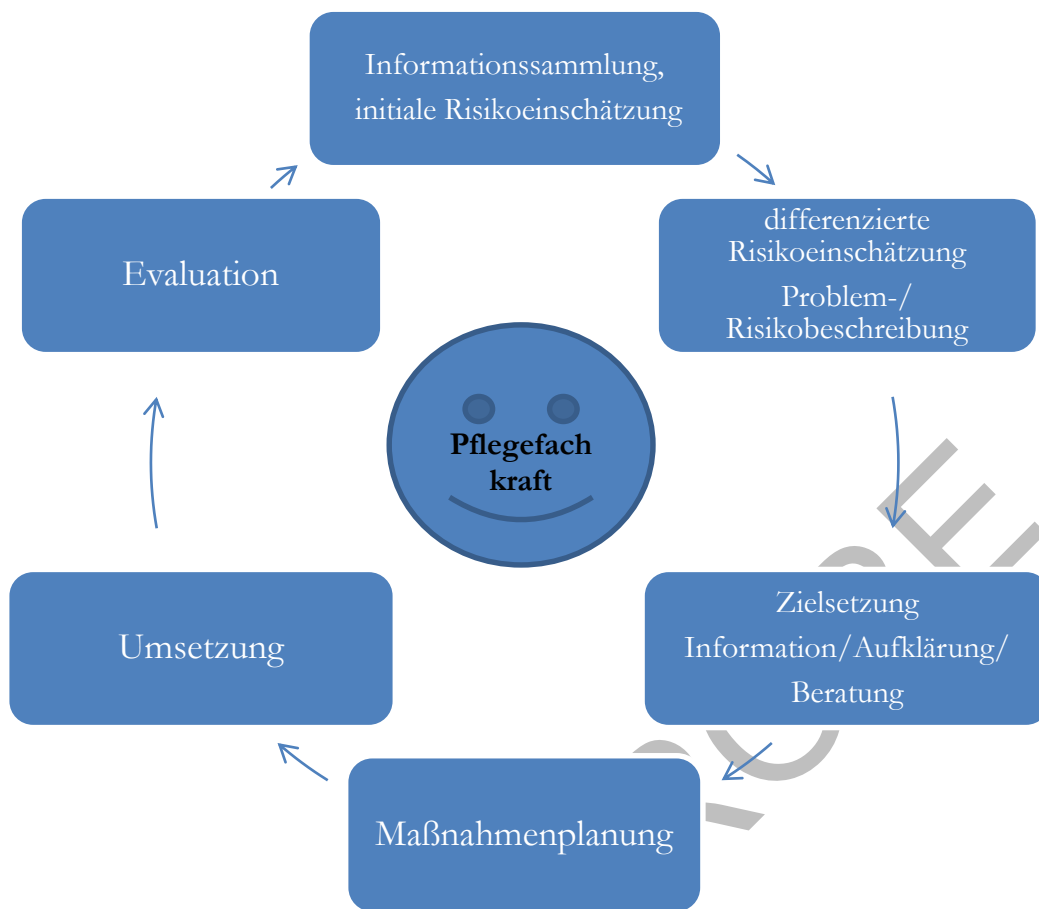 Informationssammlung,
initiale Risikoeinschätzung
differenzierte
Risikoeinschätzung
Problem-/
Risikobeschreibung
Zielsetzung
Information/Aufklärung/
Beratung
Maßnahmenplanung
Umsetzung
Evaluation
Pflegefach
kraft